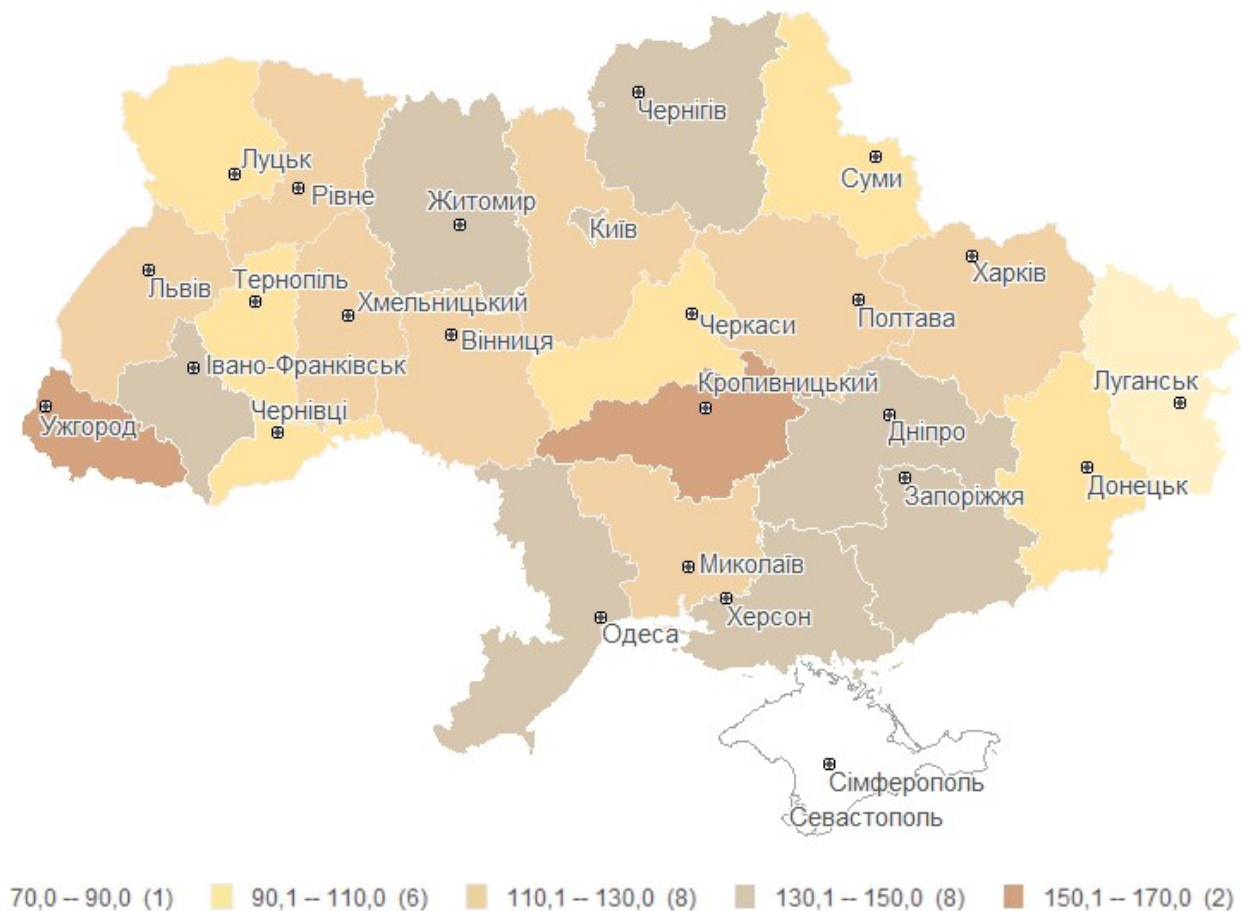 Чернігів
Луцьк
Суми
Рівне
Житомир
Київ
Харків
Львів
Тернопіль
Хмельницький
Черкаси
Полтава
Вінниця
Івано-Франківськ
Кропивницький
Луганськ
Ужгород
Чернівці
Дніпро
Запоріжжя
Донецьк
Миколаїв
Херсон
Одеса
Сімферополь
Севастополь
70,0 -- 90,0 (1) 90,1 -- 110,0 (6) 110,1 -- 130,0 (8) 130,1 -- 150,0 (8) 150,1 -- 170,0 (2)